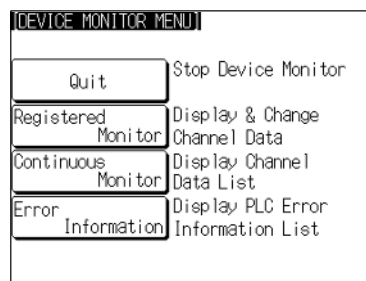 [DEVICE MONITOR MENU]
Quit
Stop Device Monitor
Registered
Monitor
Display & Change
Channel Data
Continuous
Monitor
Display Channel
Data List
Error
Information
Display PLC Error
Information List